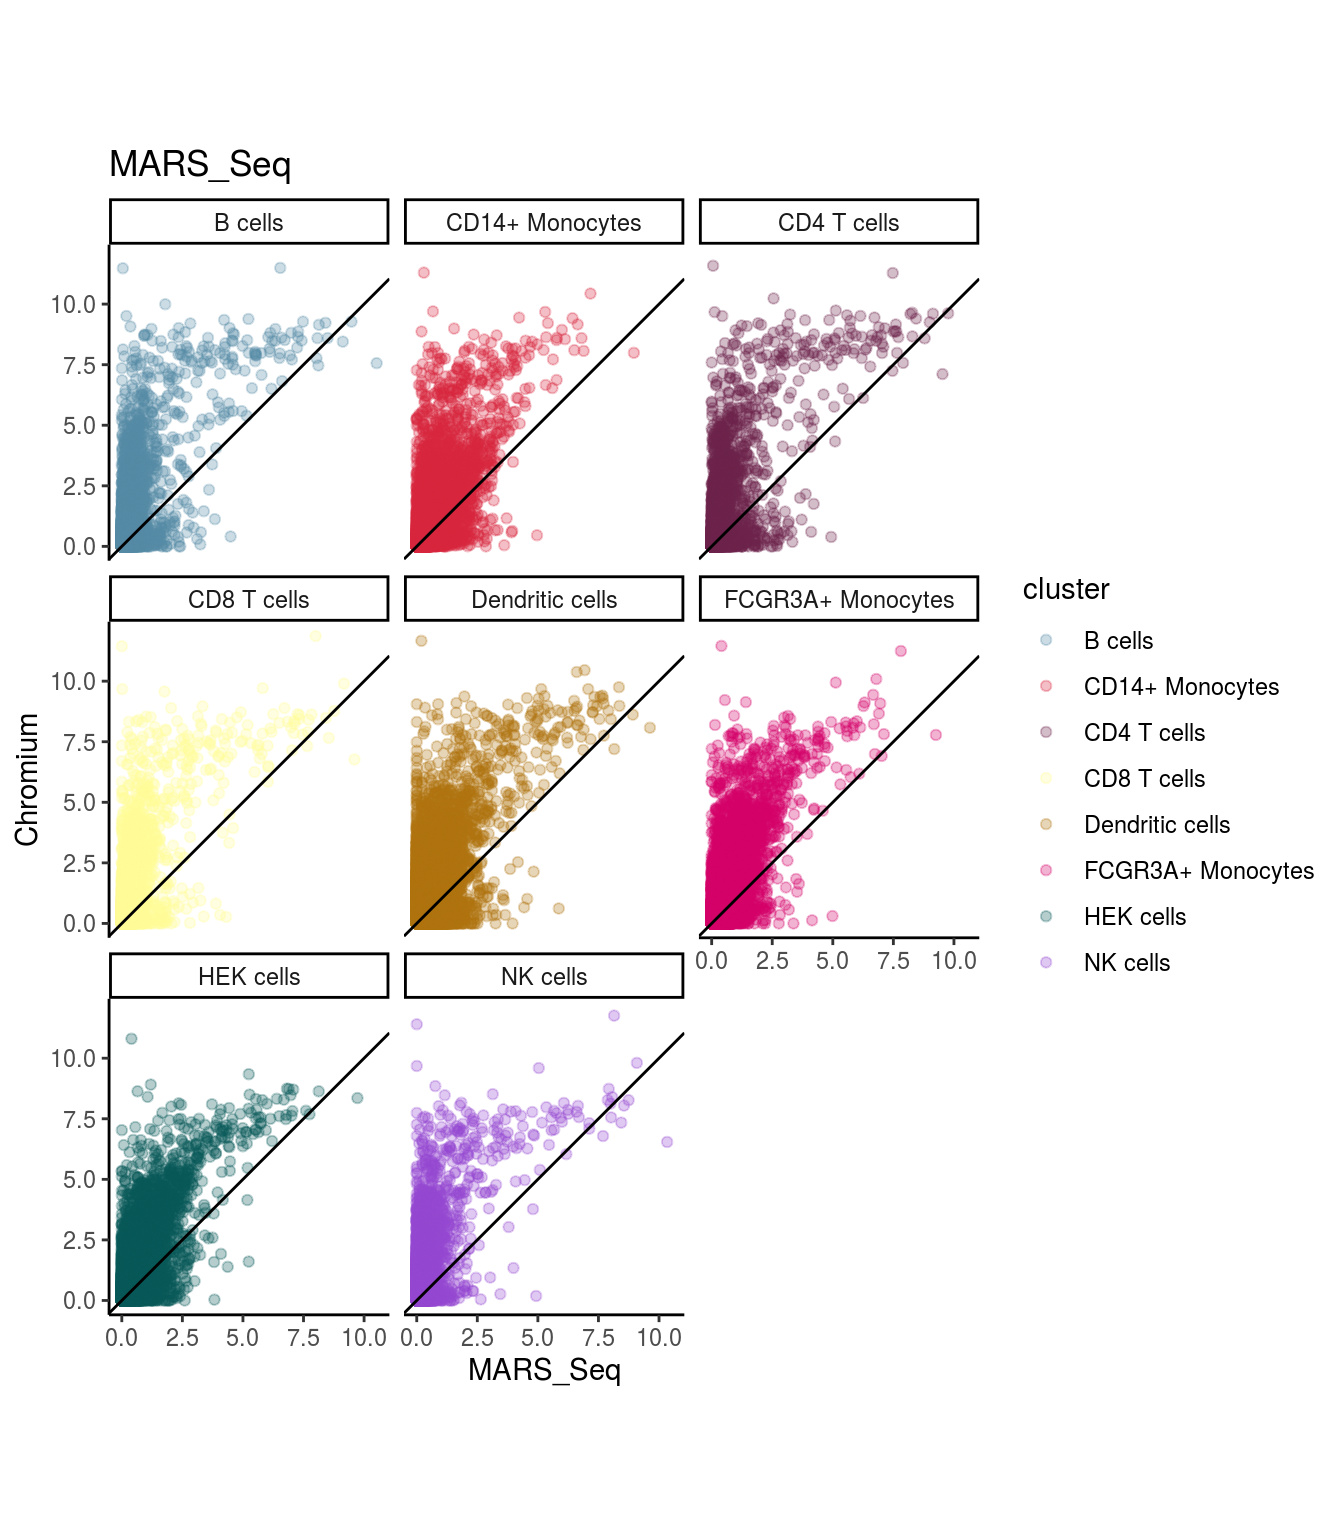 MARS_Seq
B cells
CD14+ Monocytes
CD4 T cells
10.0
7.5
5.0
2.5
0.0
CD8 T cells
Dendritic cells
FCGR3A+ Monocytes
10.0
7.5
5.0
2.5
0.0
0.0 2.5 5.0 7.5 10.0
HEK cells
NK cells
10.0
7.5
5.0
2.5
0.0
0.0 2.5 5.0 7.5 10.0
0.0 2.5 5.0 7.5 10.0
MARS_Seq
Chromium
cluster
B cells
CD14+ Monocytes
CD4 T cells
CD8 T cells
Dendritic cells
FCGR3A+ Monocytes
HEK cells
NK cells